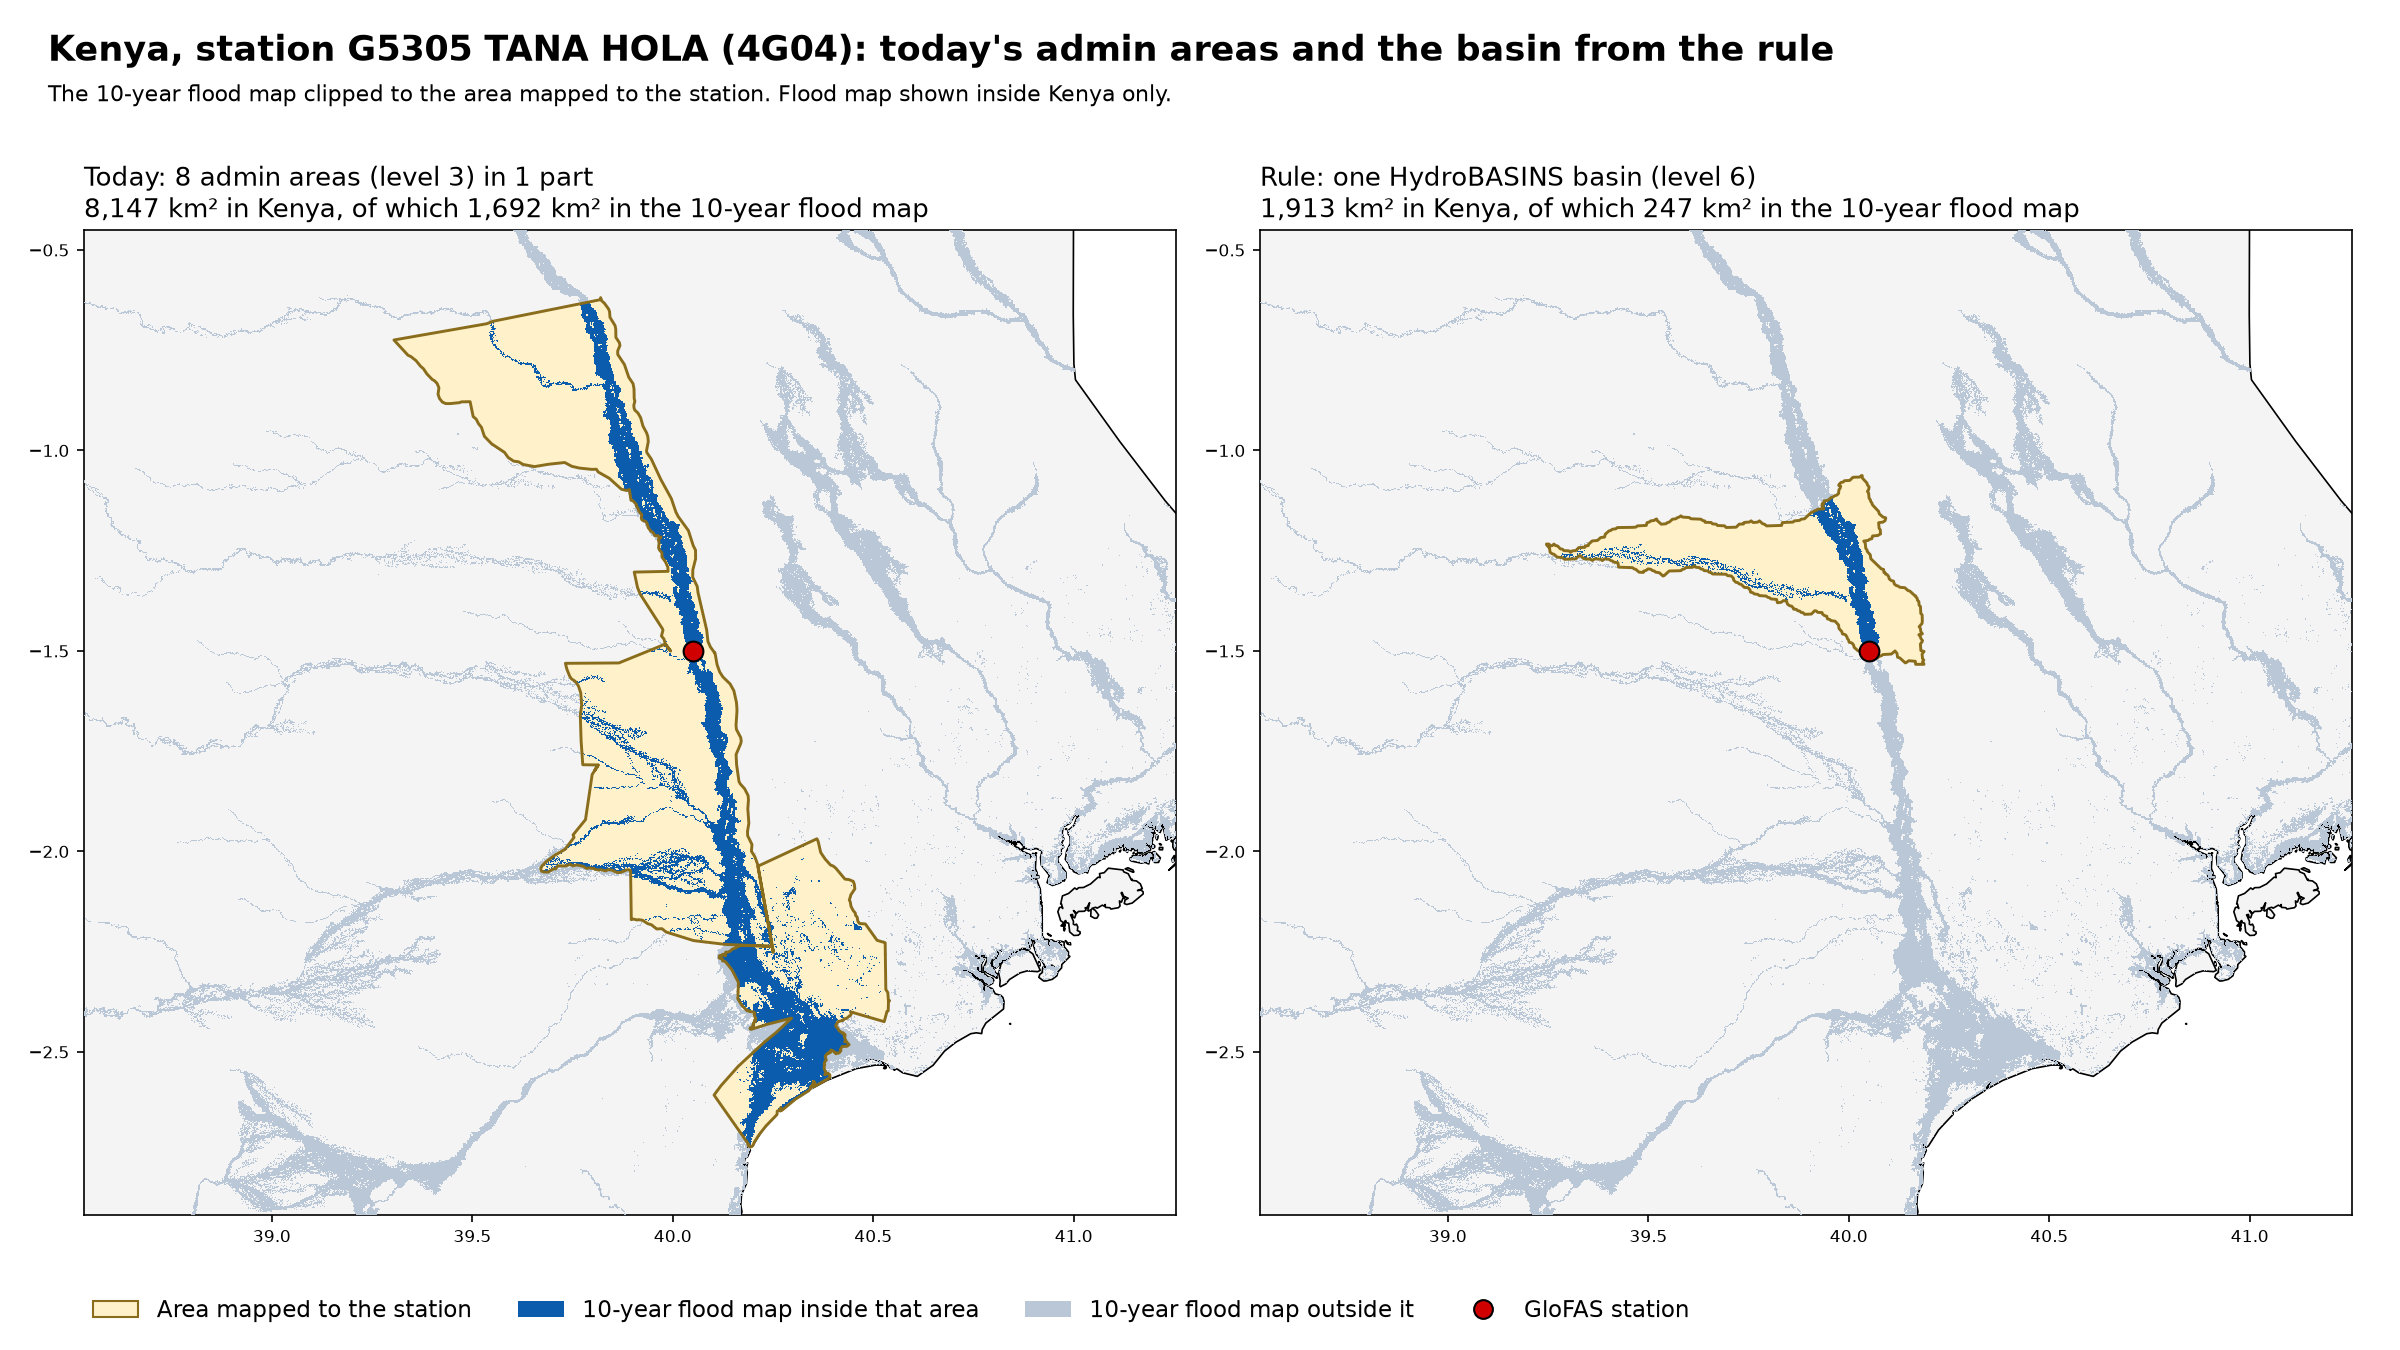 Kenya, station G5305 TANA HOLA (4G04): today's admin areas and the basin from the rule
The 10-year flood map clipped to the area mapped to the station. Flood map shown inside Kenya only.
Today: 8 admin areas (level 3) in 1 part
8,147 km² in Kenya, of which 1,692 km² in the 10-year flood map
−0.5
−1.0
−1.5
−2.0
−2.5
39.0
39.5
40.0
40.5
41.0
Rule: one HydroBASINS basin (level 6)
1,913 km² in Kenya, of which 247 km² in the 10-year flood map
−0.5
−1.0
−1.5
−2.0
−2.5
39.0
39.5
40.0
40.5
41.0
Area mapped to the station
10-year flood map inside that area
10-year flood map outside it
GloFAS station